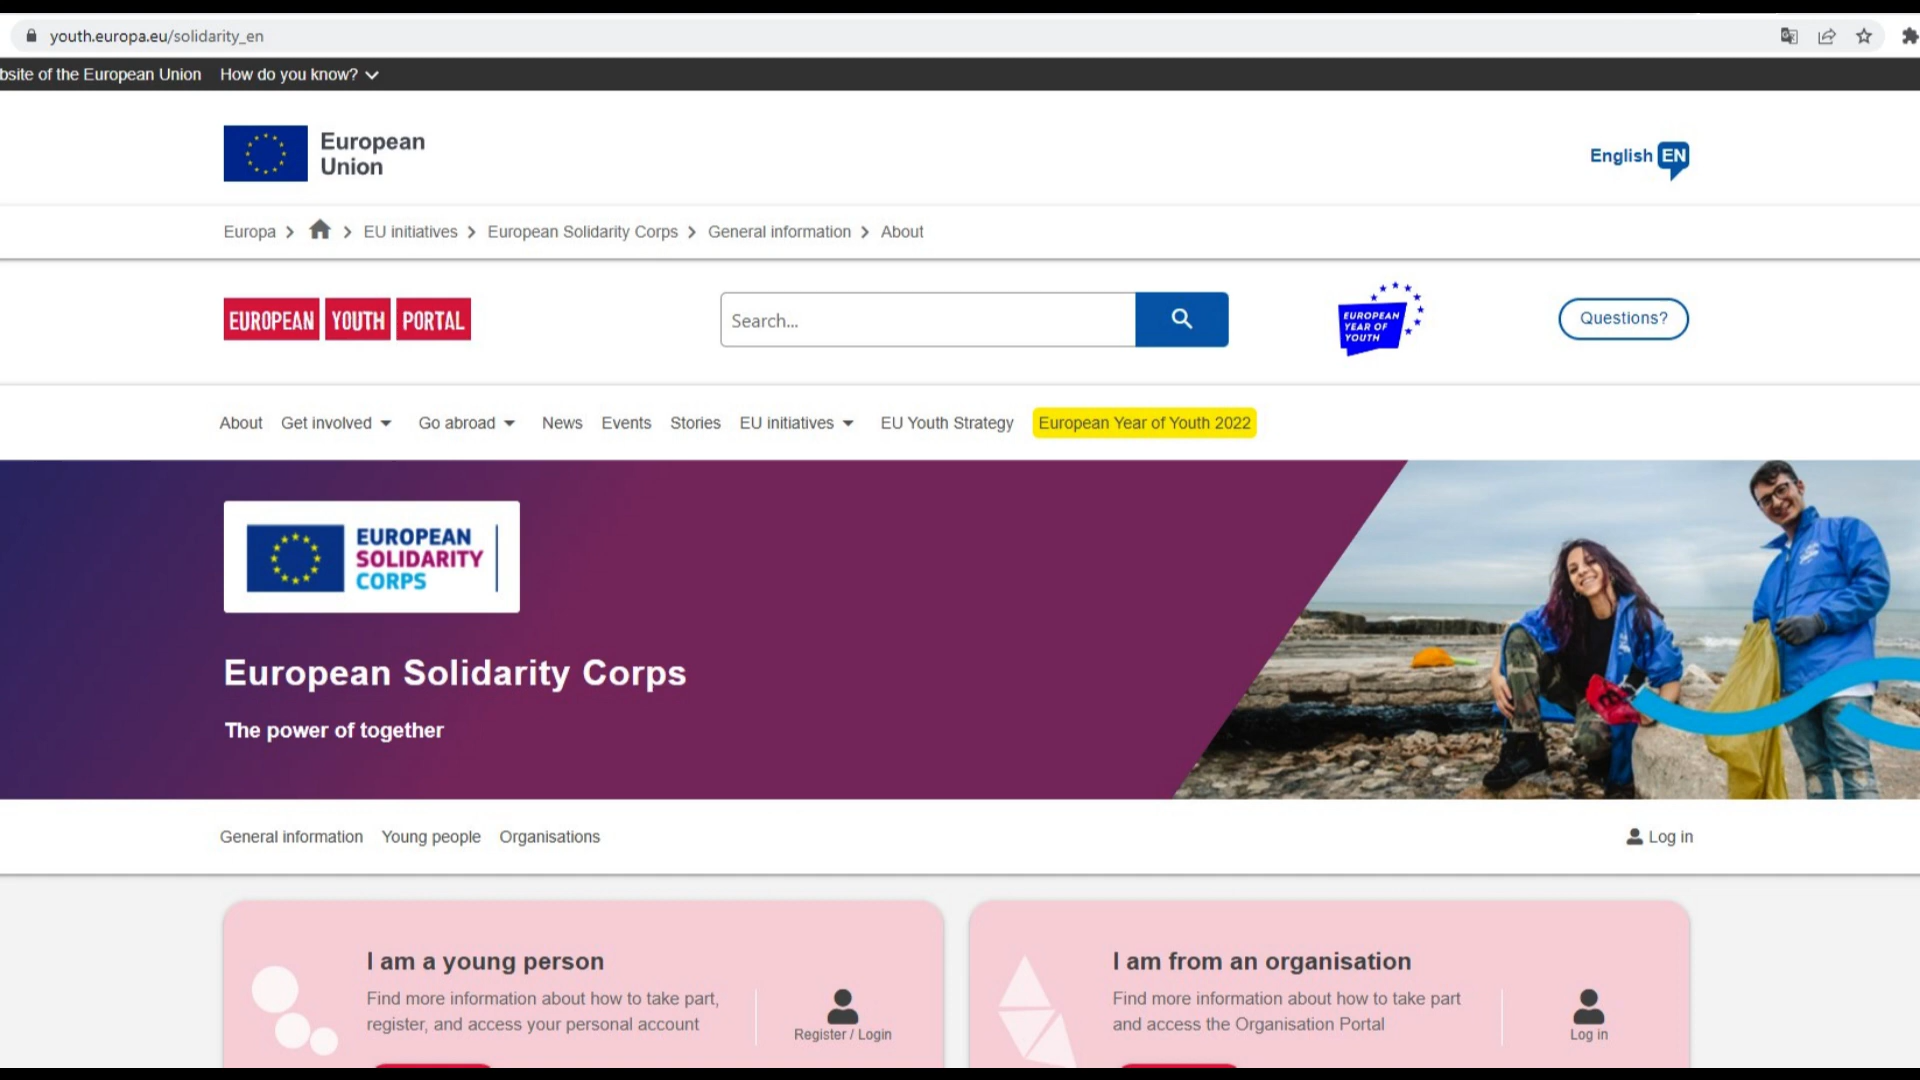 youth.europa.eu/solidarity_en
bsite of the European Union How do you know?
European
Union
English EN
Europa > > EU initiatives > European Solidarity Corps > General information > About
EUROPEAN YOUTH PORTAL
Search...
EUROPEAN
YEAR OF
YOUTH
Questions?
About Get involved Go abroad News Events Stories EU initiatives EU Youth Strategy European Year of Youth 2022
EUROPEAN
SOLIDARITY
CORPS
European Solidarity Corps
The power of together
General information Young people Organisations Log in
I am a young person
Find more information about how to take part,
register, and access your personal account
Register / Login
I am from an organisation
Find more information about how to take part
and access the Organisation Portal
Log in